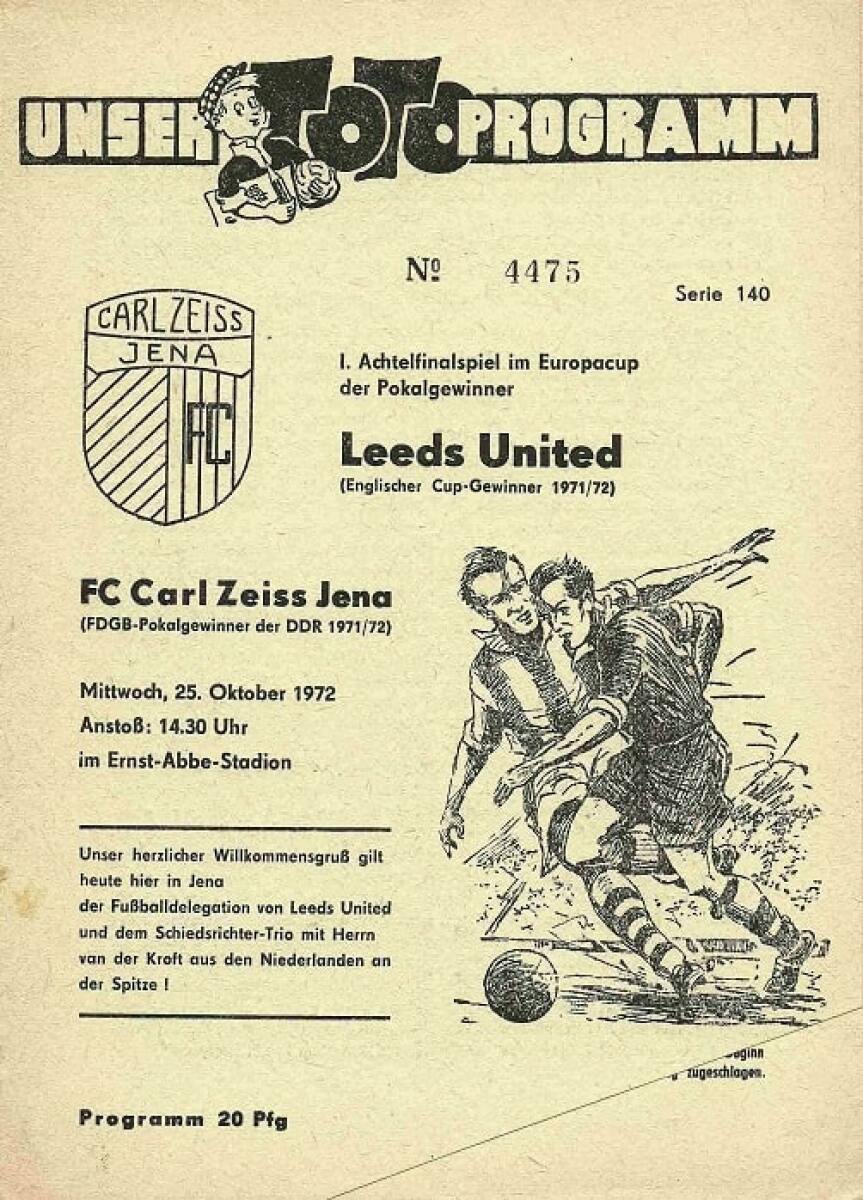 UNSER TOTO PROGRAMM
Nº 4475
Serie 140
CARL ZEISS
JENA
FC
I. Achtelfinalspiel im Europacup
der Pokalgewinner
Leeds United
(Englischer Cup-Gewinner 1971/72)
FC Carl Zeiss Jena
(FDGB-Pokalgewinner der DDR 1971/72)
Mittwoch, 25. Oktober 1972
Anstoß: 14.30 Uhr
im Ernst-Abbe-Stadion
Unser herzlicher Willkommensgruß gilt
heute hier in Jena
der Fußballdelegation von Leeds United
und dem Schiedsrichter-Trio mit Herrn
van der Kroft aus den Niederlanden an
der Spitze !
zugeschlagen.
Programm 20 Pfg